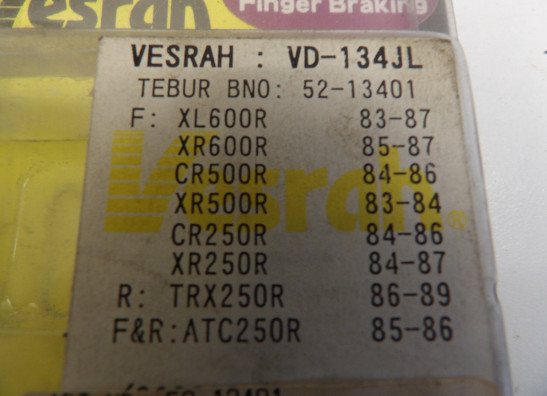 Vesrah
Finger Braking
VESRAH : VD-134JL
TEBUR BNO: 52-13401
F: XL600R 83-87
XR600R 85-87
CR500R 84-86
XR500R 83-84
CR250R 84-86
XR250R 84-87
R: TRX250R 86-89
F&R:ATC250R 85-86
Vesrah®